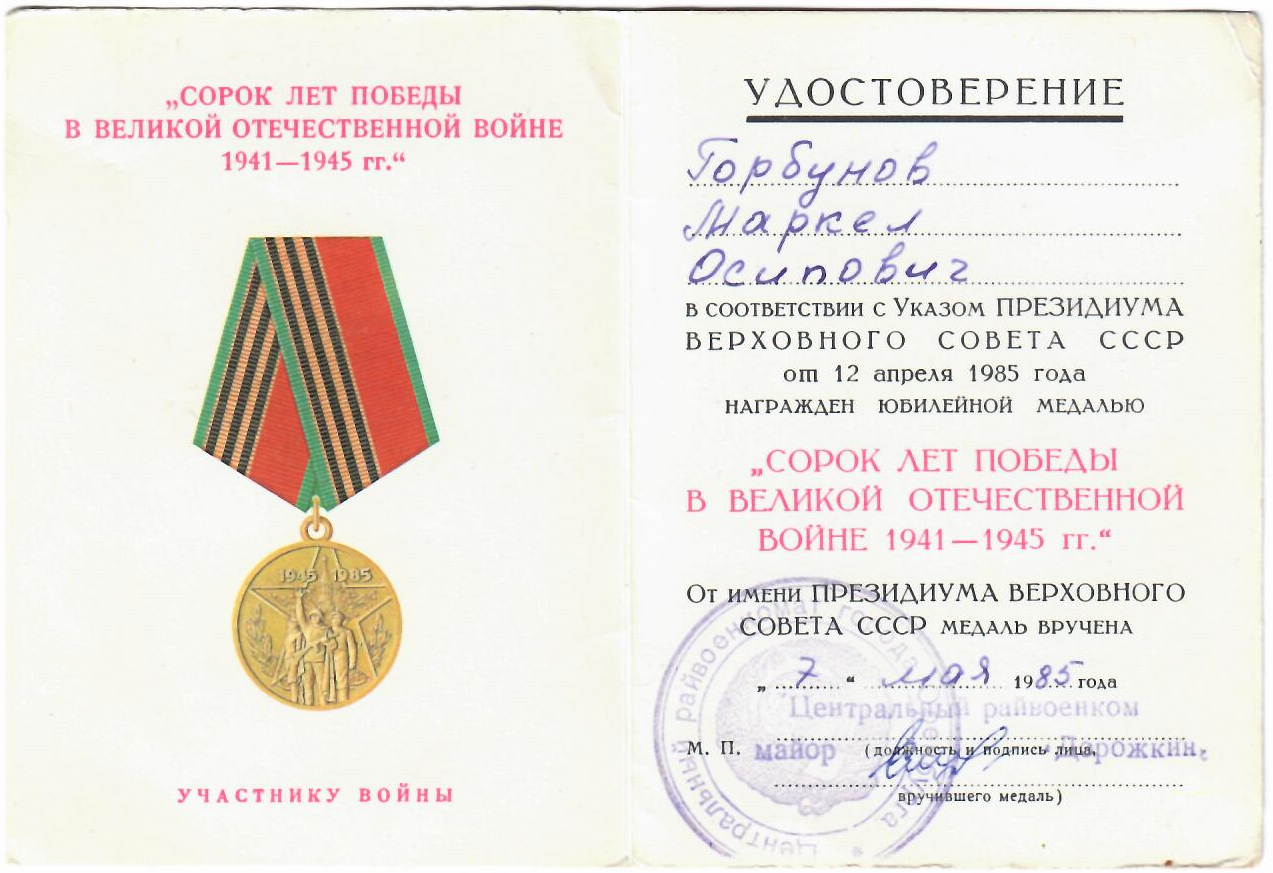 „СОРОК ЛЕТ ПОБЕДЫ
В ВЕЛИКОЙ ОТЕЧЕСТВЕННОЙ ВОЙНЕ
1941—1945 гг.“
1945 1985
УЧАСТНИКУ ВОЙНЫ
УДОСТОВЕРЕНИЕ
Горбунов
Маркел
Осипович
В СООТВЕТСТВИИ С УКАЗОМ ПРЕЗИДИУМА
ВЕРХОВНОГО СОВЕТА СССР
от 12 апреля 1985 года
НАГРАЖДЕН ЮБИЛЕЙНОЙ МЕДАЛЬЮ
„СОРОК ЛЕТ ПОБЕДЫ
В ВЕЛИКОЙ ОТЕЧЕСТВЕННОЙ
ВОЙНЕ 1941—1945 гг.“
ОТ ИМЕНИ ПРЕЗИДИУМА ВЕРХОВНОГО
СОВЕТА СССР МЕДАЛЬ ВРУЧЕНА
„ 7 “ мая 1985 года
Центральный райвоенком
М. П. майор (должность и подпись лица, Дорожкин
вручившего медаль)
Центральный райвоенкомат города